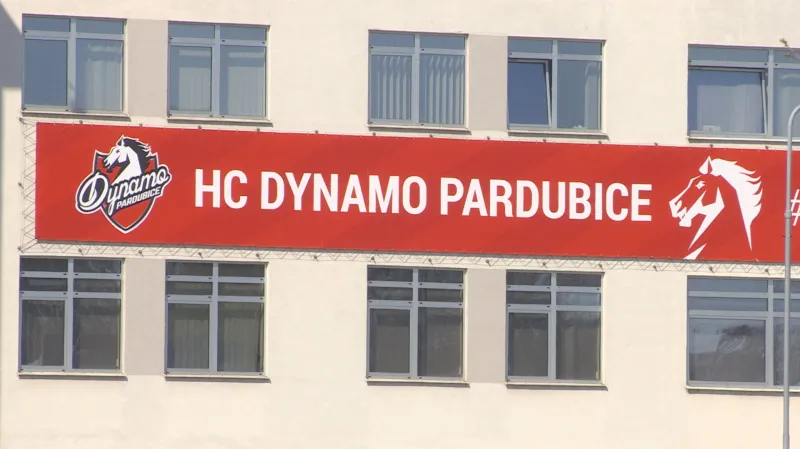 Dynamo
PARDUBICE
HC DYNAMO PARDUBICE
#